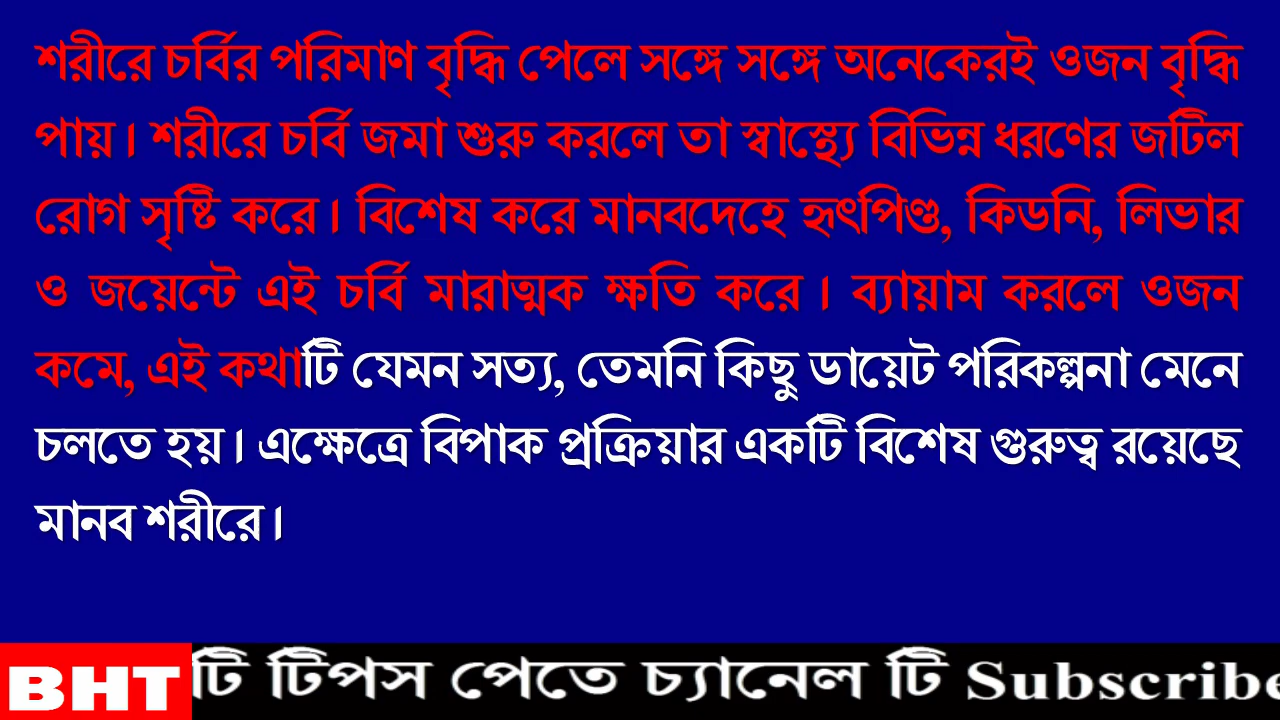 শরীরে চর্বির পরিমাণ বৃদ্ধি পেলে সঙ্গে সঙ্গে অনেকেরই ওজন বৃদ্ধি
পায়। শরীরে চর্বি জমা শুরু করলে তা স্বাস্থ্যে বিভিন্ন ধরণের জটিল
রোগ সৃষ্টি করে। বিশেষ করে মানবদেহে হৃৎপিণ্ড, কিডনি, লিভার
ও জয়েন্টে এই চর্বি মারাত্মক ক্ষতি করে। ব্যায়াম করলে ওজন
কমে, এই কথাটি যেমন সত্য, তেমনি কিছু ডায়েট পরিকল্পনা মেনে
চলতে হয়। এক্ষেত্রে বিপাক প্রক্রিয়ার একটি বিশেষ গুরুত্ব রয়েছে
মানব শরীরে।
BHT টি টিপস পেতে চ্যানেল টি Subscribe